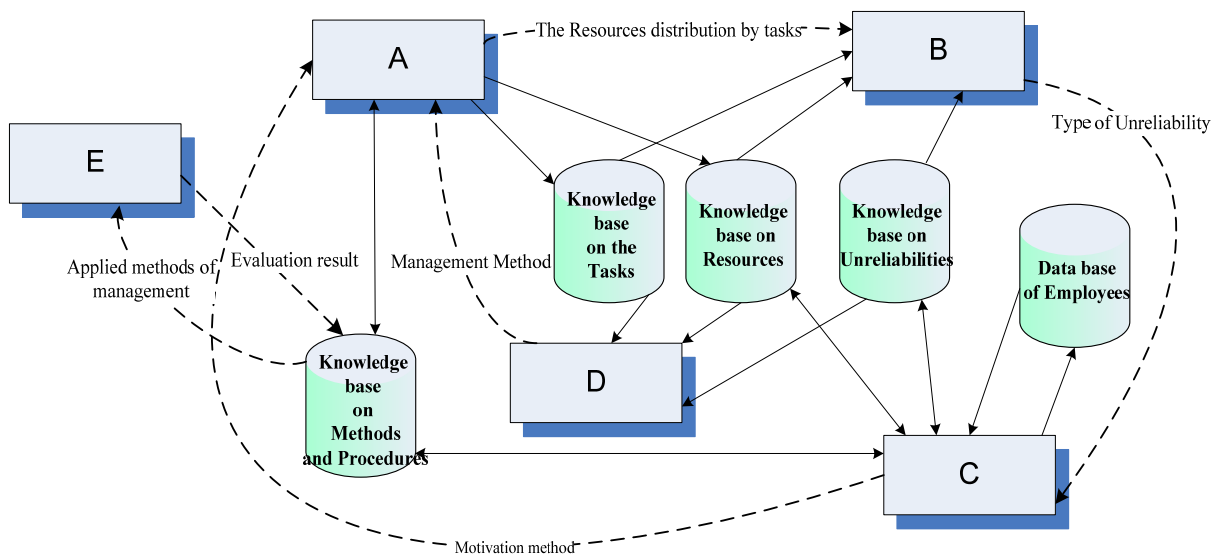 The Resources distribution by tasks
A
B
Type of Unreliability
E
Knowledge
base
on the
Tasks
Knowledge
base on
Resources
Knowledge
base on
Unreliabilities
Data base
of Employees
Applied methods of
management
Evaluation result
Management Method
Knowledge
base
on
Methods
and Procedures
D
C
Motivation method